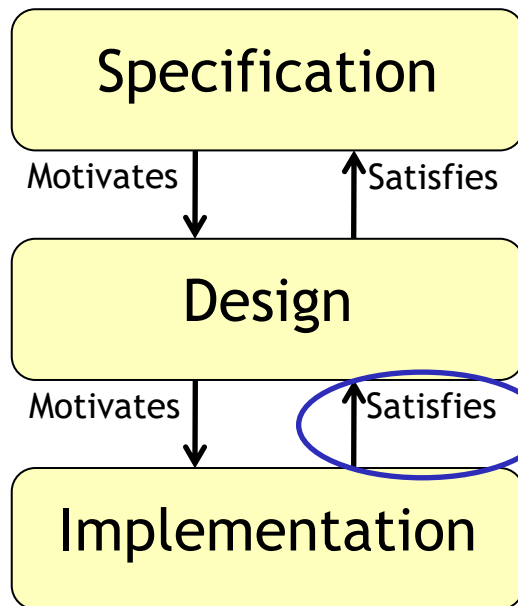 Specification
Motivates Satisfies
Design
Motivates Satisfies
Implementation